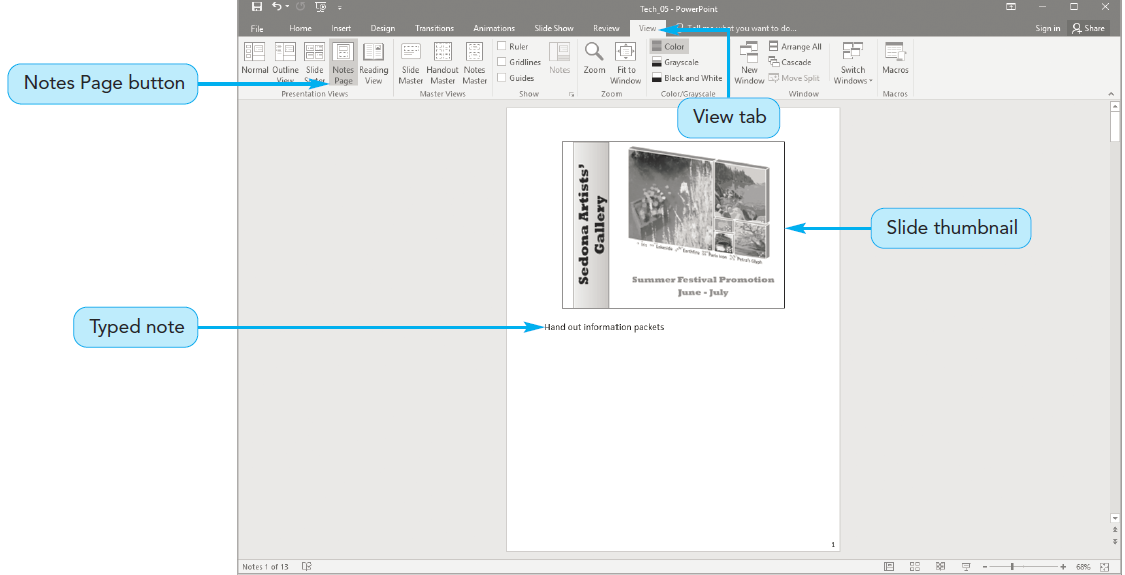 Tech_05 - PowerPoint
File Home Insert Design Transitions Animations Slide Show Review View Tell me what you want to do... Sign in Share
Normal Outline View Slide Notes Page Reading View
Presentation Views
Slide Master Handout Master Notes Master
Master Views
Ruler
Gridlines
Guides
Notes
Show
Zoom Fit to Window
Zoom
Color
Grayscale
Black and White
Color/Grayscale
New Window
Arrange All
Cascade
Move Split
Window
Switch Windows
Macros
Macros
Notes Page button
View tab
Sedona Artists'
Gallery
Summer Festival Promotion
June - July
Slide thumbnail
Typed note
Hand out information packets
1
Notes 1 of 13
68%